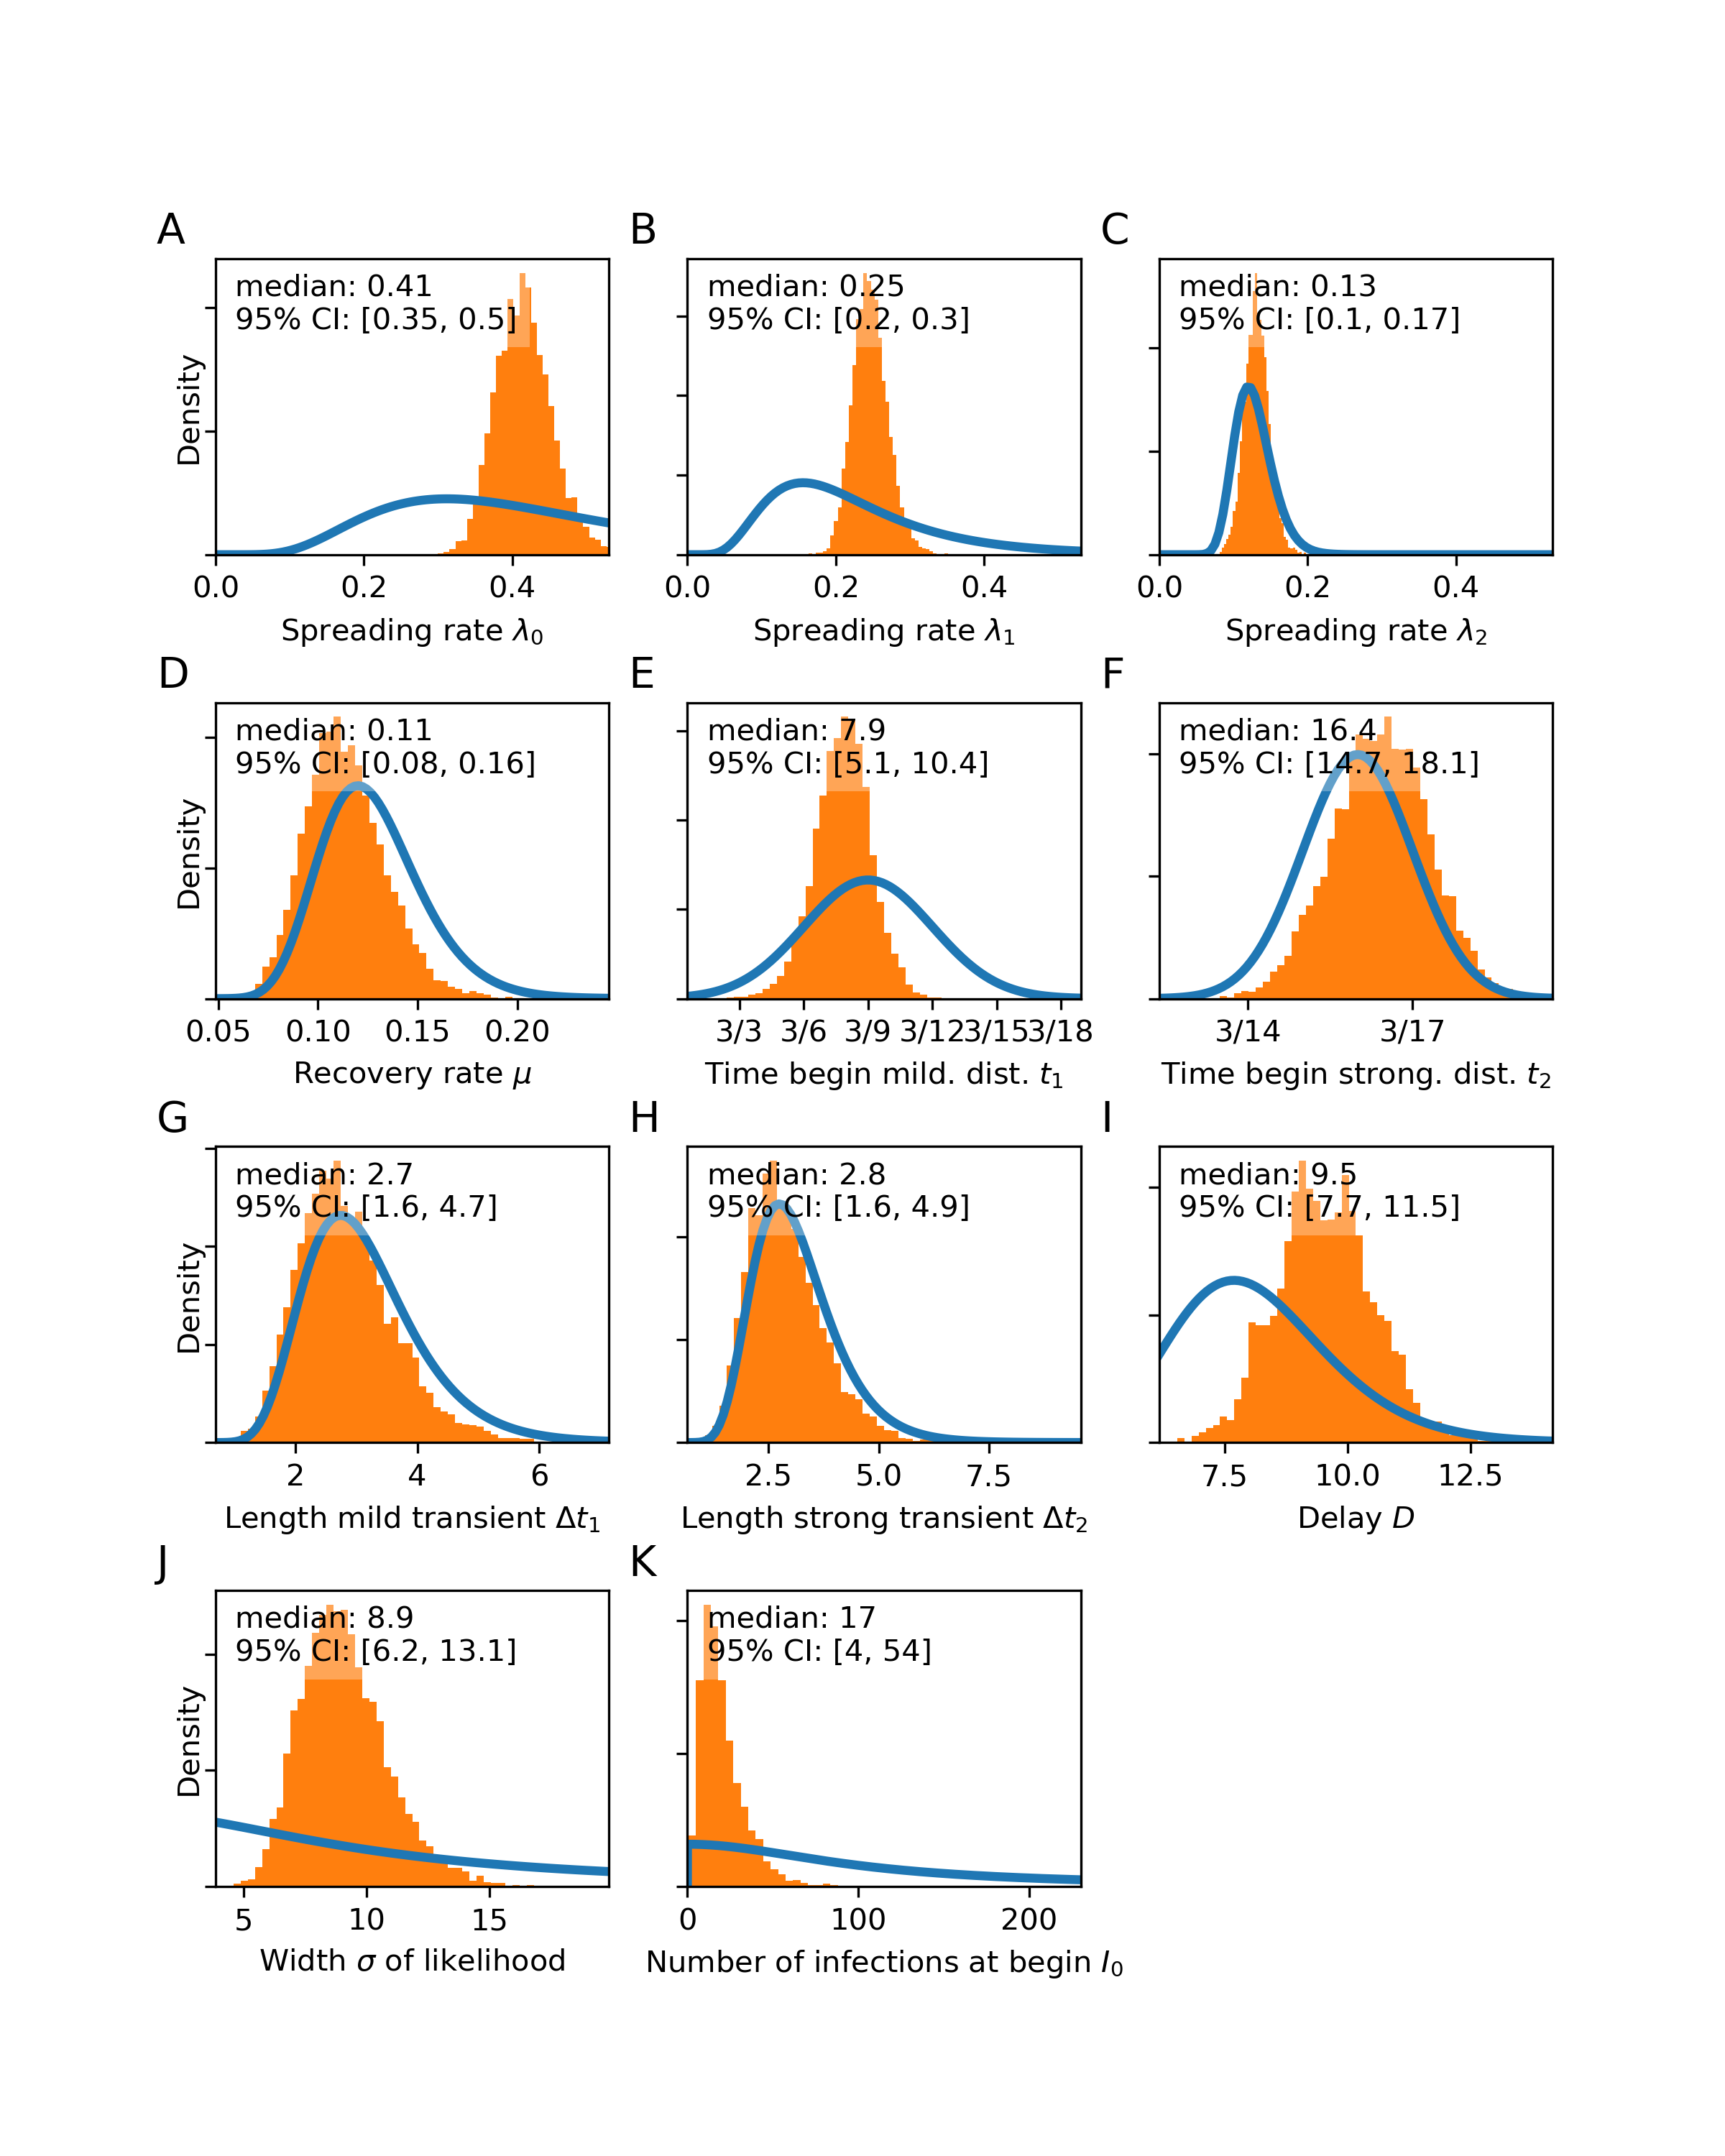 A
B
C
median: 0.41
95% CI: [0.35, 0.5]
median: 0.25
95% CI: [0.2, 0.3]
median: 0.13
95% CI: [0.1, 0.17]
Density
0.0 0.2 0.4
0.0 0.2 0.4
0.0 0.2 0.4
Spreading rate λ₀
Spreading rate λ₁
Spreading rate λ₂
D
E
F
median: 0.11
95% CI: [0.08, 0.16]
median: 7.9
95% CI: [5.1, 10.4]
median: 16.4
95% CI: [14.7, 18.1]
Density
0.05 0.10 0.15 0.20
3/3 3/6 3/9 3/12 3/15 3/18
3/14 3/17
Recovery rate μ
Time begin mild. dist. t₁
Time begin strong. dist. t₂
G
H
I
median: 2.7
95% CI: [1.6, 4.7]
median: 2.8
95% CI: [1.6, 4.9]
median: 9.5
95% CI: [7.7, 11.5]
Density
2 4 6
2.5 5.0 7.5
7.5 10.0 12.5
Length mild transient Δt₁
Length strong transient Δt₂
Delay D
J
K
median: 8.9
95% CI: [6.2, 13.1]
median: 17
95% CI: [4, 54]
Density
5 10 15
0 100 200
Width σ of likelihood
Number of infections at begin I₀